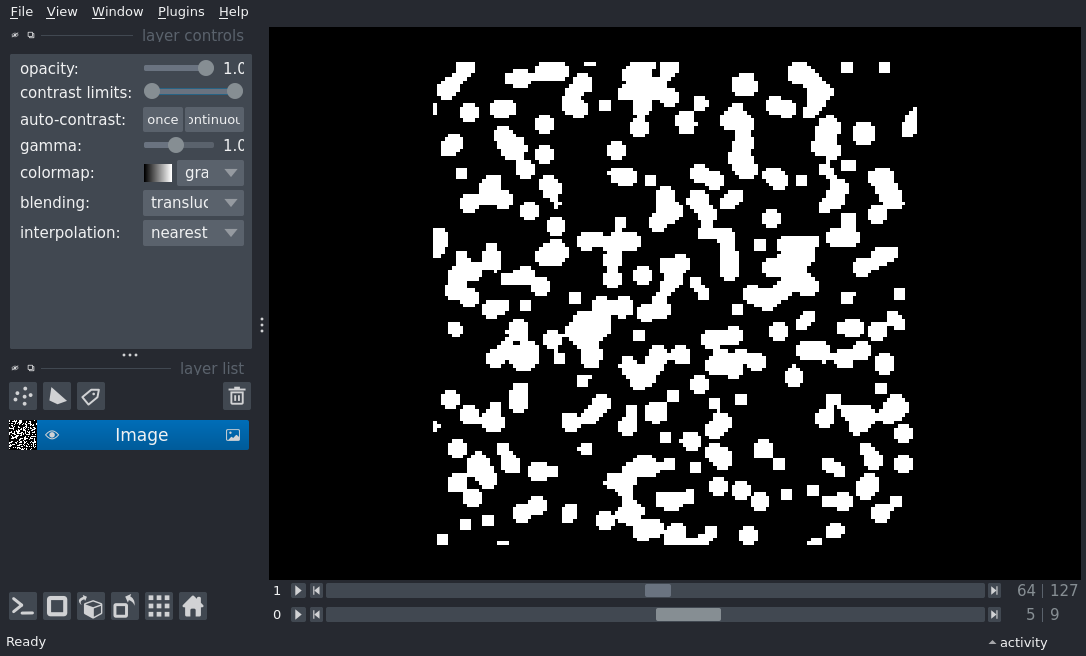 File View Window Plugins Help
layer controls
opacity: 1.0
contrast limits:
auto-contrast: once ontinuou
gamma: 1.0
colormap: gra
blending: transluc
interpolation: nearest
layer list
Image
1 64 127
0 5 9
Ready activity